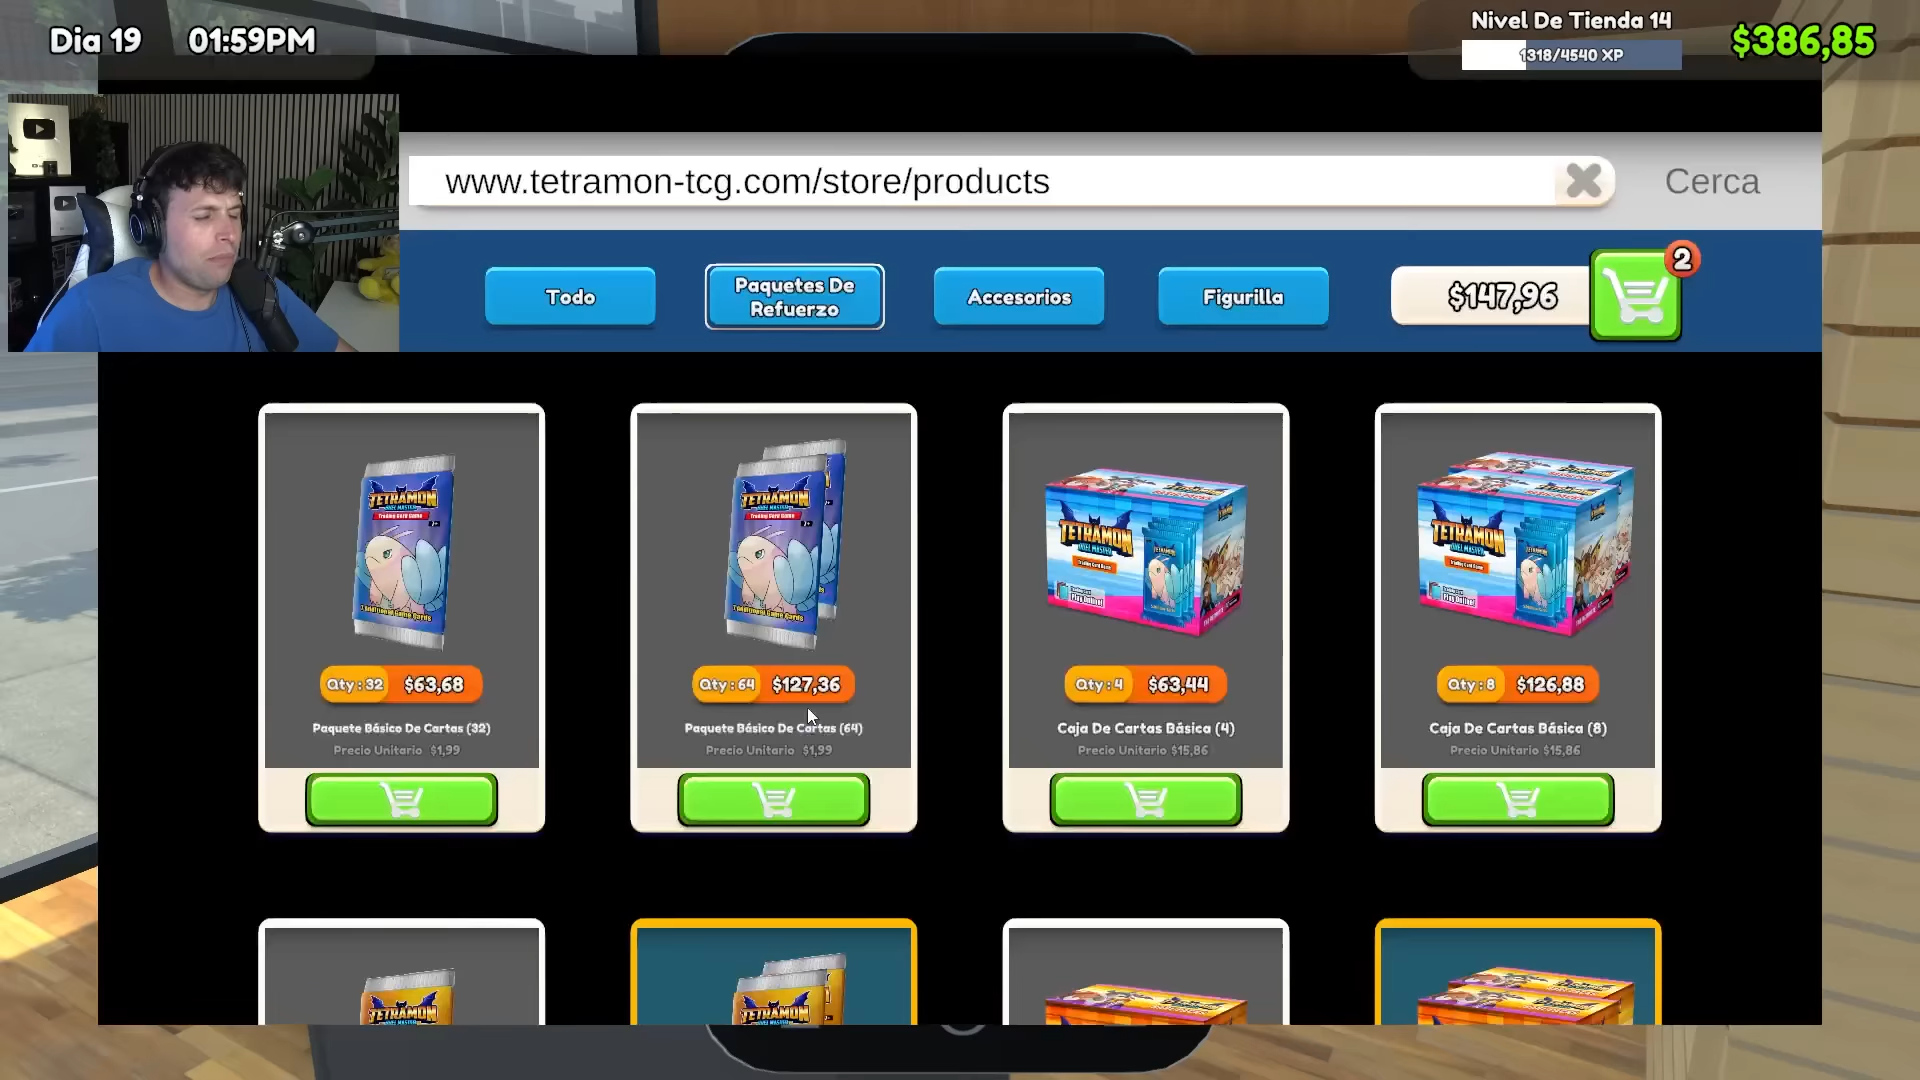 Dia 19 01:59PM
Nivel De Tienda 14
1318/4540 XP
$386,85
www.tetramon-tcg.com/store/products
Cerca
Todo
Paquetes De
Refuerzo
Accesorios
Figurilla
$147,96
2
TETRAMON
TETRAMON
TETRAMON
TETRAMON
Qty:32 $63,68
Qty:64 $127,36
Qty:4 $63,44
Qty:8 $126,88
Paquete Básico De Cartas (32)
Paquete Básico De Cartas (64)
Caja De Cartas Básica (4)
Caja De Cartas Básica (8)
Precio Unitario $1,99
Precio Unitario $1,99
Precio Unitario $15,86
Precio Unitario $15,86
TETRAMON
TETRAMON